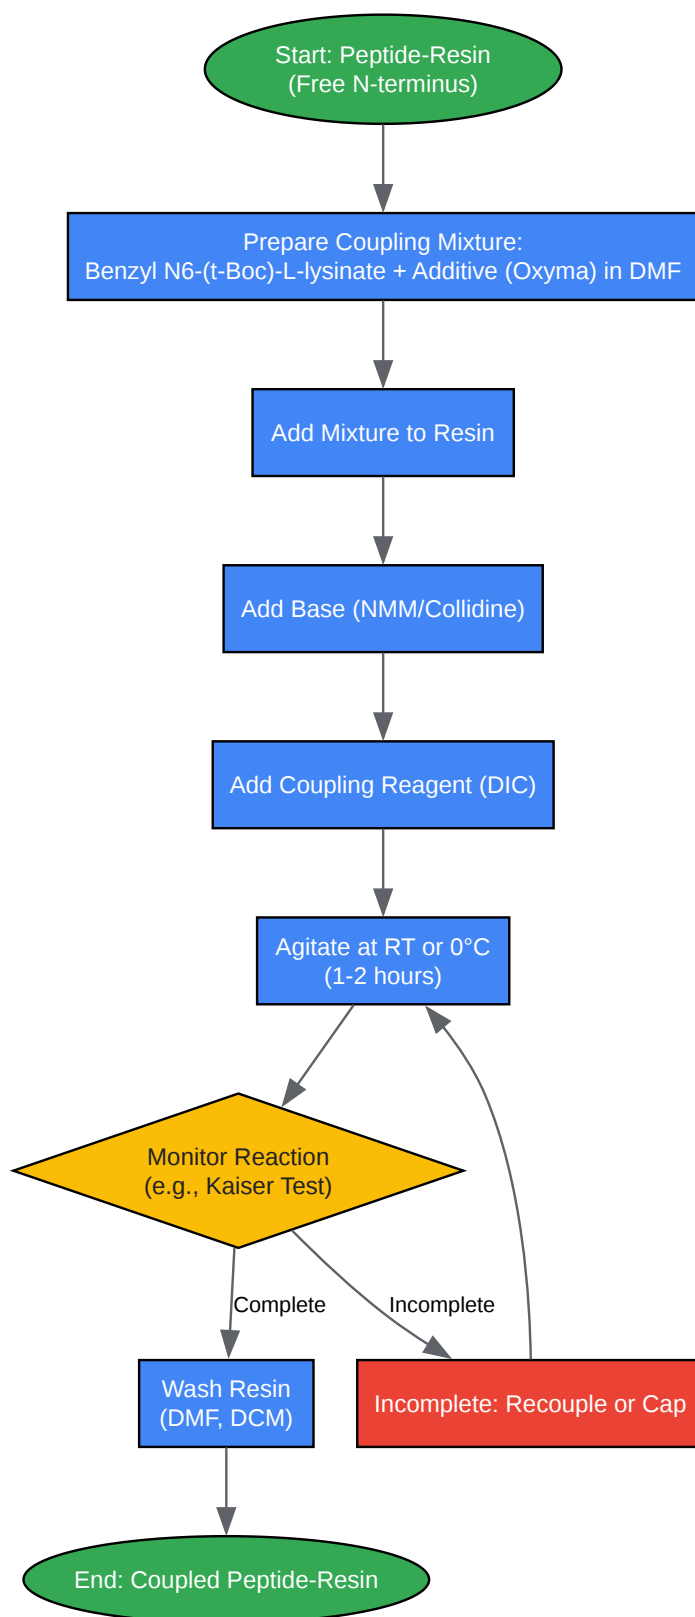 Start: Peptide-Resin
(Free N-terminus)
Prepare Coupling Mixture:
Benzyl N6-(t-Boc)-L-lysinate + Additive (Oxyma) in DMF
Add Mixture to Resin
Add Base (NMM/Collidine)
Add Coupling Reagent (DIC)
Agitate at RT or 0°C
(1-2 hours)
Monitor Reaction
(e.g., Kaiser Test)
Complete
Incomplete
Wash Resin
(DMF, DCM)
Incomplete: Recouple or Cap
End: Coupled Peptide-Resin